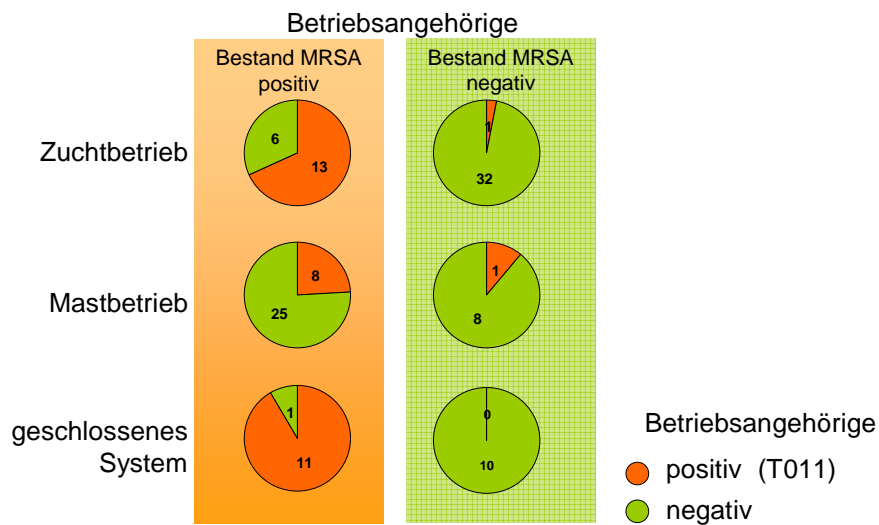 Betriebsangehörige
Bestand MRSA
positiv
Bestand MRSA
negativ
Zuchtbetrieb
6
13
1
32
Mastbetrieb
8
25
1
8
geschlossenes
System
1
11
0
10
Betriebsangehörige
positiv (T011)
negativ